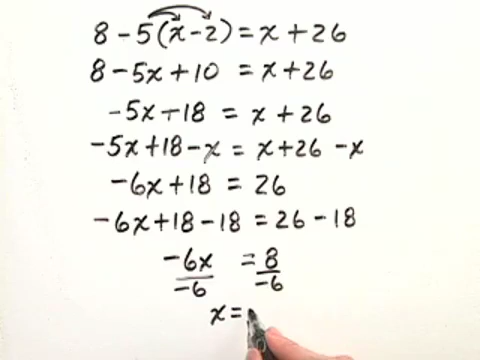 8 - 5(x - 2) = x + 26
8 - 5x + 10 = x + 26
-5x + 18 = x + 26
-5x + 18 - x = x + 26 - x
-6x + 18 = 26
-6x + 18 - 18 = 26 - 18
-6x/-6 = 8/-6
x =